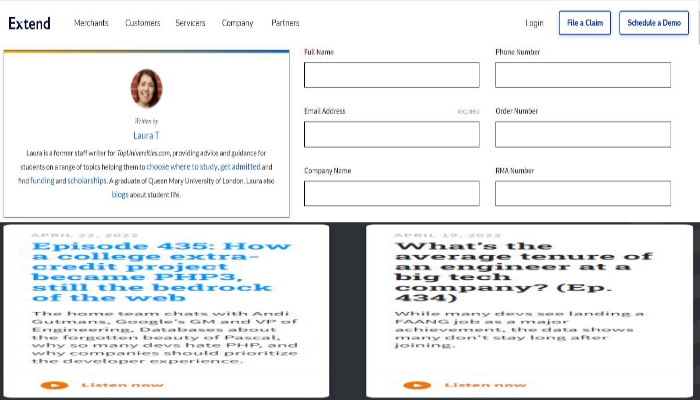 Extend Merchants Customers Servicers Company Partners Login File a Claim Schedule a Demo
Written by
Laura T
Laura is a former staff writer for TopUniversities.com, providing advice and guidance for
students on a range of topics helping them to choose where to study, get admitted and
find funding and scholarships. A graduate of Queen Mary University of London, Laura also
blogs about student life.
Full Name
Phone Number
Email Address REQUIRED
Order Number
Company Name
RMA Number
APRIL 22, 2022
Episode 435: How
a college extra-
credit project
became PHP3,
still the bedrock
of the web
The home team chats with Andi
Gutmans, Google's GM and VP of
Engineering, Databases about
the forgotten beauty of Pascal,
why so many devs hate PHP, and
why companies should prioritize
the developer experience.
Listen now
APRIL 19, 2022
What's the
average tenure of
an engineer at a
big tech
company? (Ep.
434)
While many devs see landing a
FAANG job as a major
achievement, the data shows
many don't stay long after
joining.
Listen now